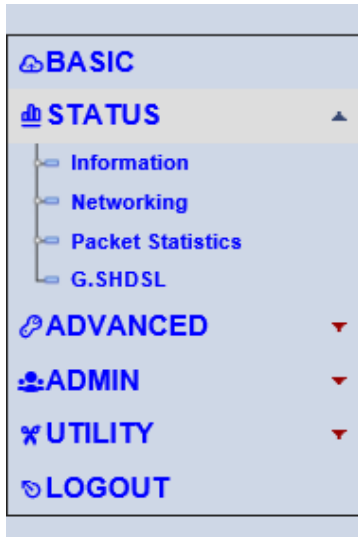 BASIC
STATUS
Information
Networking
Packet Statistics
G.SHDSL
ADVANCED
ADMIN
UTILITY
LOGOUT